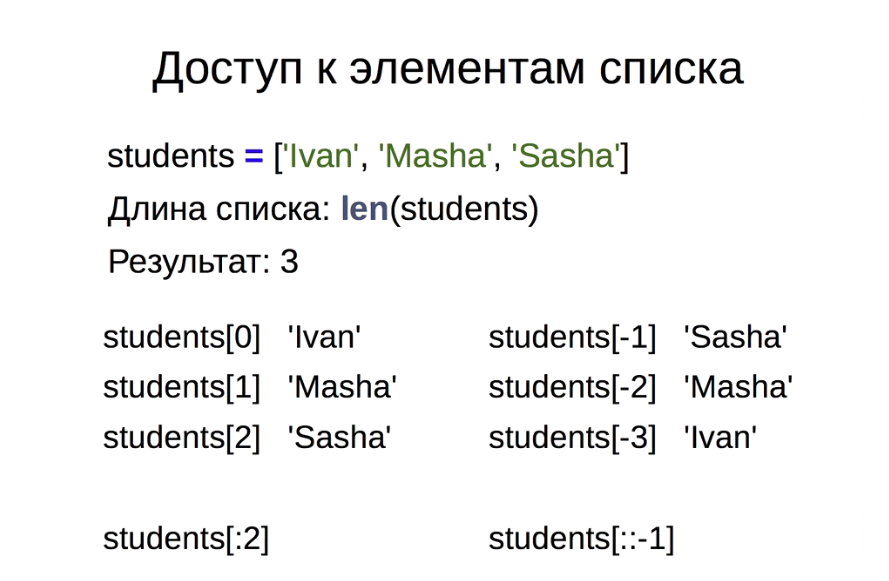 Доступ к элементам списка
students = ['Ivan', 'Masha', 'Sasha']
Длина списка: len(students)
Результат: 3
students[0] 'Ivan' students[-1] 'Sasha'
students[1] 'Masha' students[-2] 'Masha'
students[2] 'Sasha' students[-3] 'Ivan'
students[:2] students[::-1]